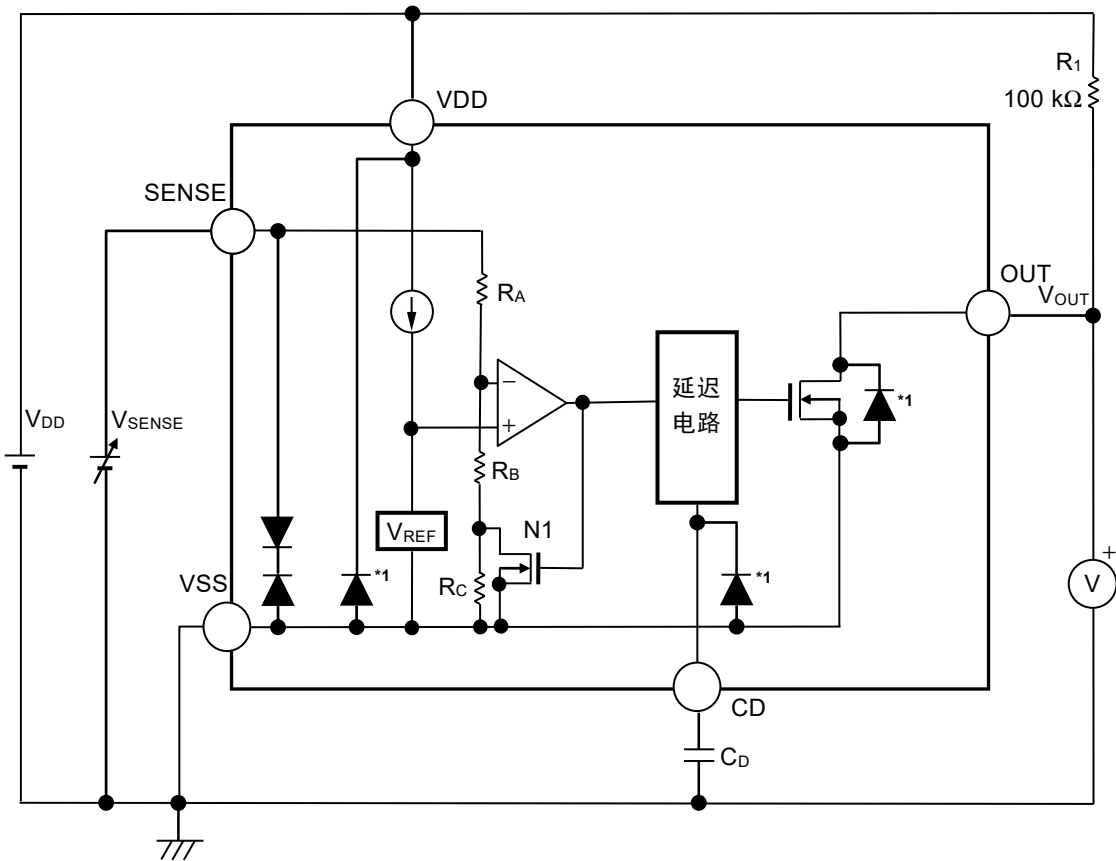 VDD
R1
100 kΩ
SENSE
OUT
VOUT
RA
VDD
VSENSE
−
+
延迟
电路
*1
RB
VREF
N1
VSS
*1
RC
*1
+
V
CD
CD